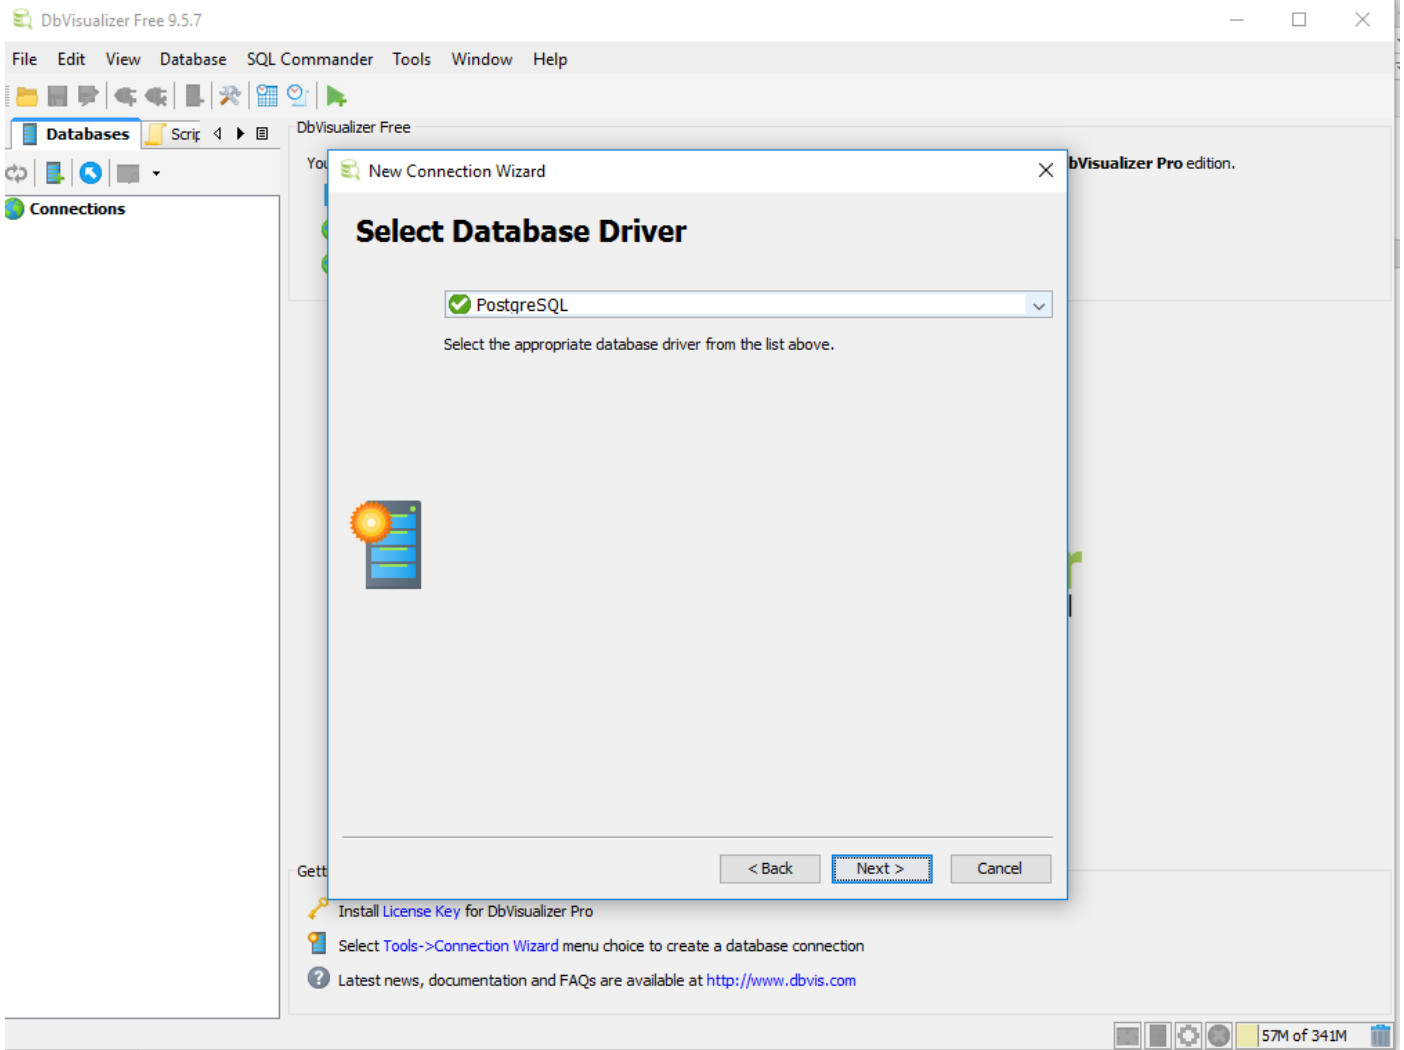 DbVisualizer Free 9.5.7
File Edit View Database SQL Commander Tools Window Help
Databases Scrip
DbVisualizer Free
You bVisualizer Pro edition.
New Connection Wizard
Connections
Select Database Driver
PostgreSQL
Select the appropriate database driver from the list above.
r
< Back Next > Cancel
Gett
Install License Key for DbVisualizer Pro
Select Tools->Connection Wizard menu choice to create a database connection
Latest news, documentation and FAQs are available at http://www.dbvis.com
57M of 341M